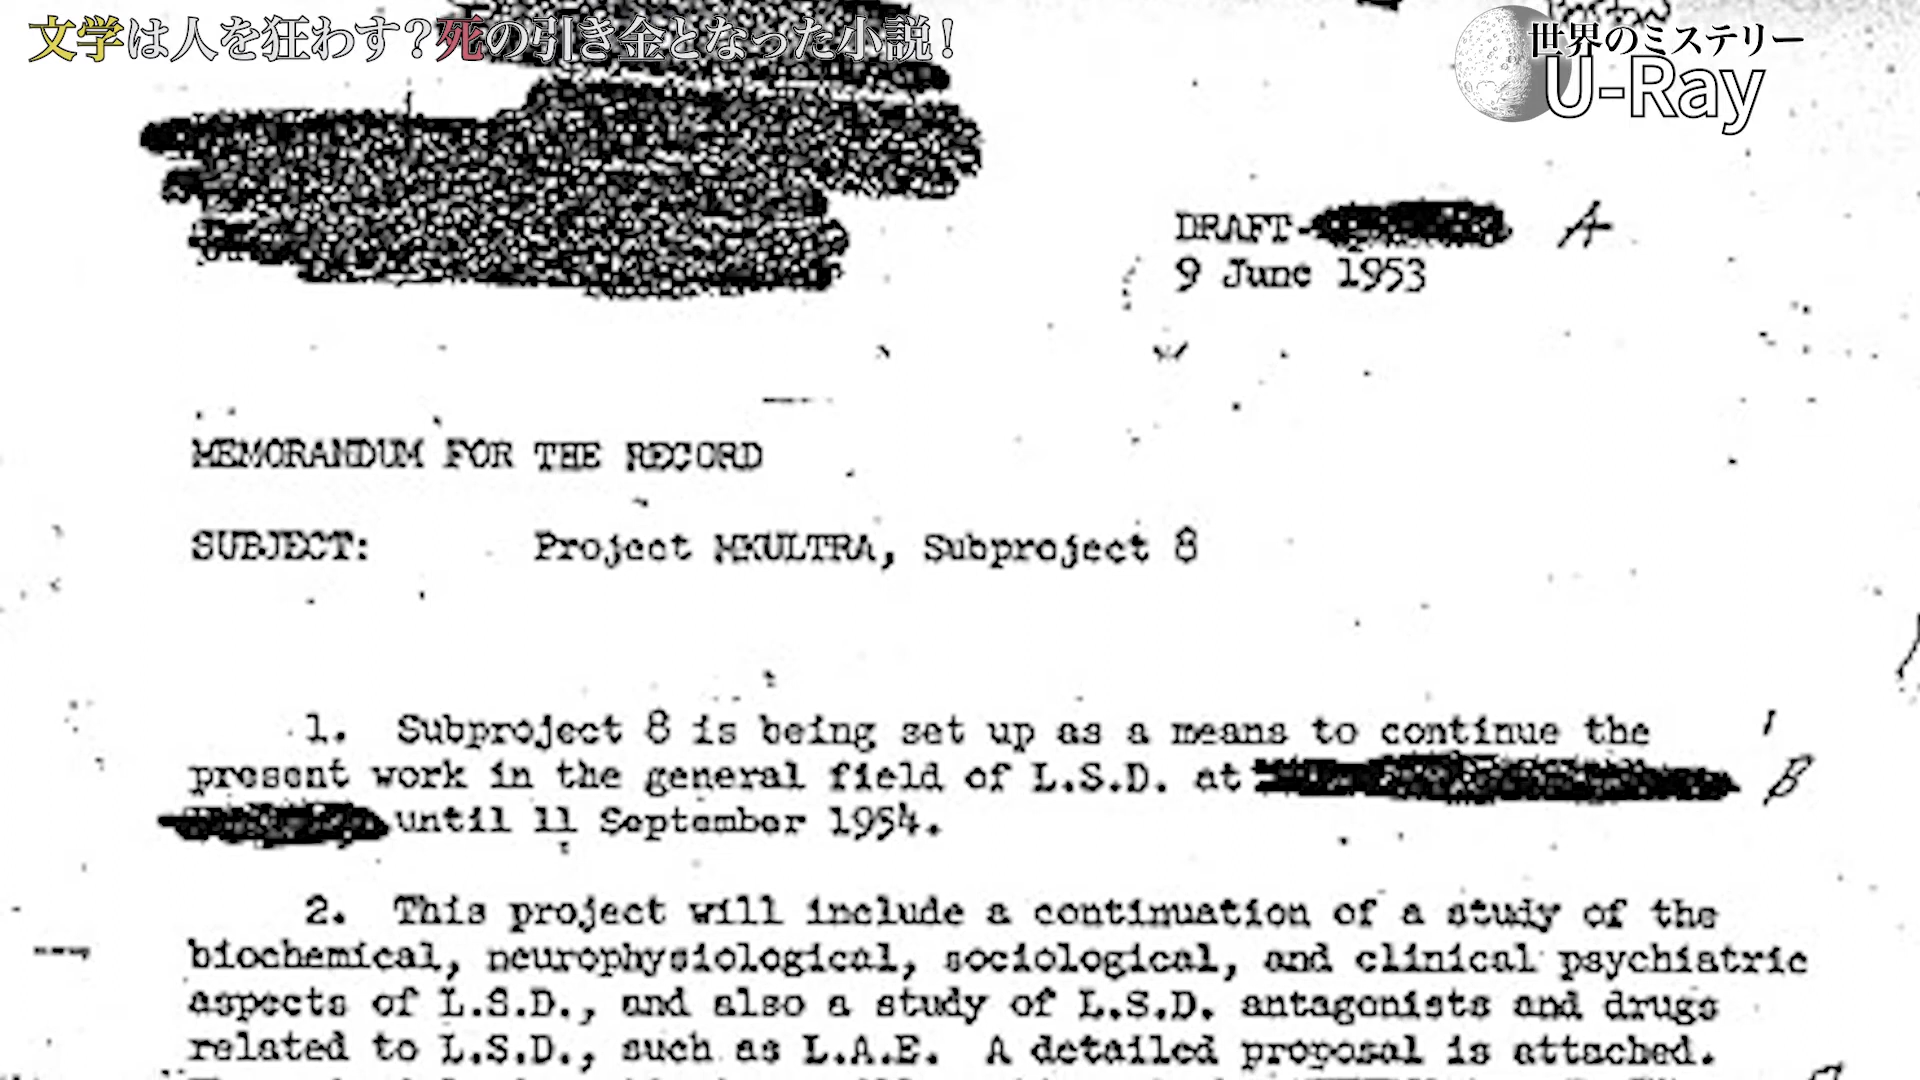 文学は人を狂わす?死の引き金となった小説!
世界のミステリー
U-Ray
DRAFT-
A
9 June 1953
MEMORANDUM FOR THE RECORD
SUBJECT: Project MKULTRA, Subproject 8
1. Subproject 8 is being set up as a means to continue the
present work in the general field of L.S.D. at
B
until 11 September 1954.
2. This project will include a continuation of a study of the
biochemical, neurophysiological, sociological, and clinical psychiatric
aspects of L.S.D., and also a study of L.S.D. antagonists and drugs
related to L.S.D., such as L.A.E. A detailed proposal is attached.